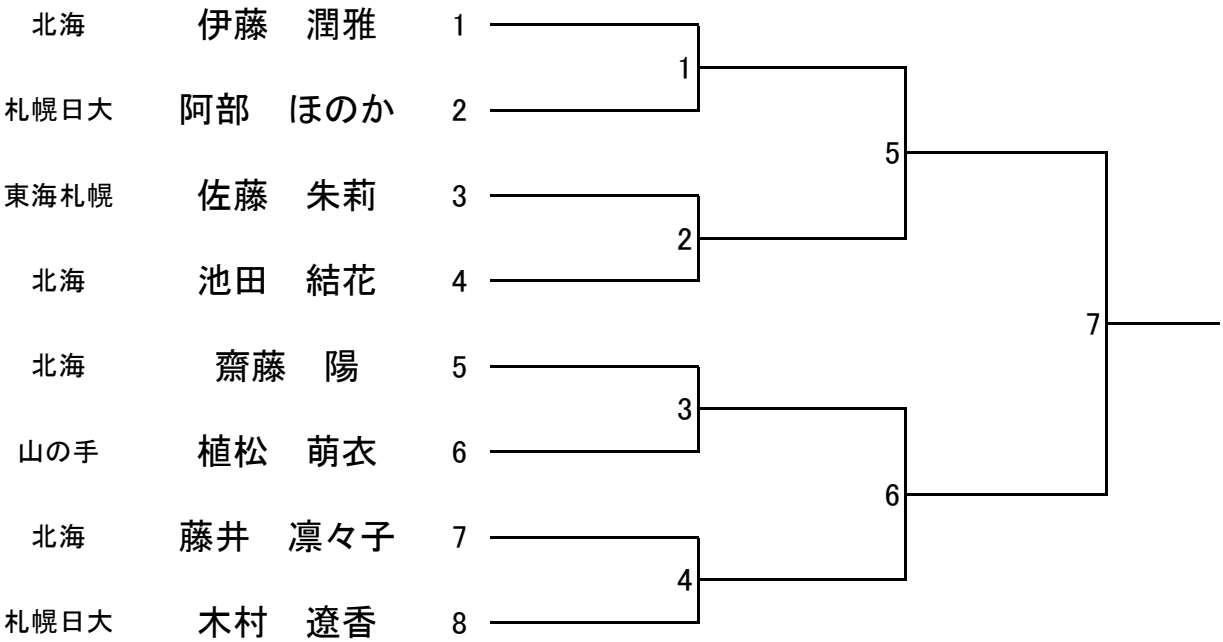 北海 伊藤　潤雅 1
1
札幌日大 阿部　ほのか 2
5
東海札幌 佐藤　朱莉 3
2
北海 池田　結花 4
7
北海 齋藤　陽 5
3
山の手 植松　萌衣 6
6
北海 藤井　凛々子 7
4
札幌日大 木村　遼香 8